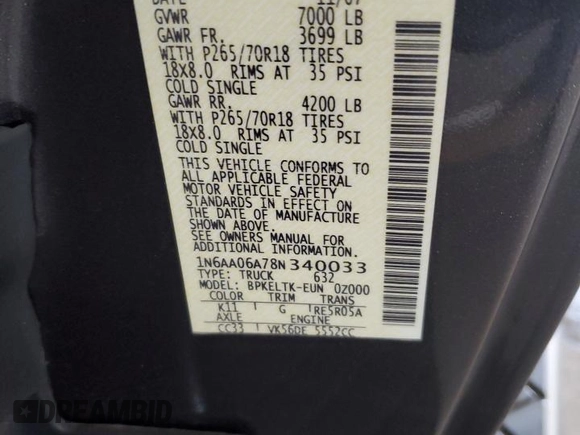 DATE 11/07
GVWR 7000 LB
GAWR FR. 3699 LB
WITH P265/70R18 TIRES
18X8.0 RIMS AT 35 PSI
COLD SINGLE
GAWR RR. 4200 LB
WITH P265/70R18 TIRES
18X8.0 RIMS AT 35 PSI
COLD SINGLE
THIS VEHICLE CONFORMS TO
ALL APPLICABLE FEDERAL
MOTOR VEHICLE SAFETY
STANDARDS IN EFFECT ON
THE DATE OF MANUFACTURE
SHOWN ABOVE.
SEE OWNERS MANUAL FOR
ADDITIONAL INFORMATION.
1N6AA06A78N340033
TYPE: TRUCK 632
MODEL: BPKELTK-EUN 0Z000
COLOR TRIM TRANS
K11 G RE5R05A
AXLE ENGINE
CC33 VK56DE 5552CC
DREAMBID